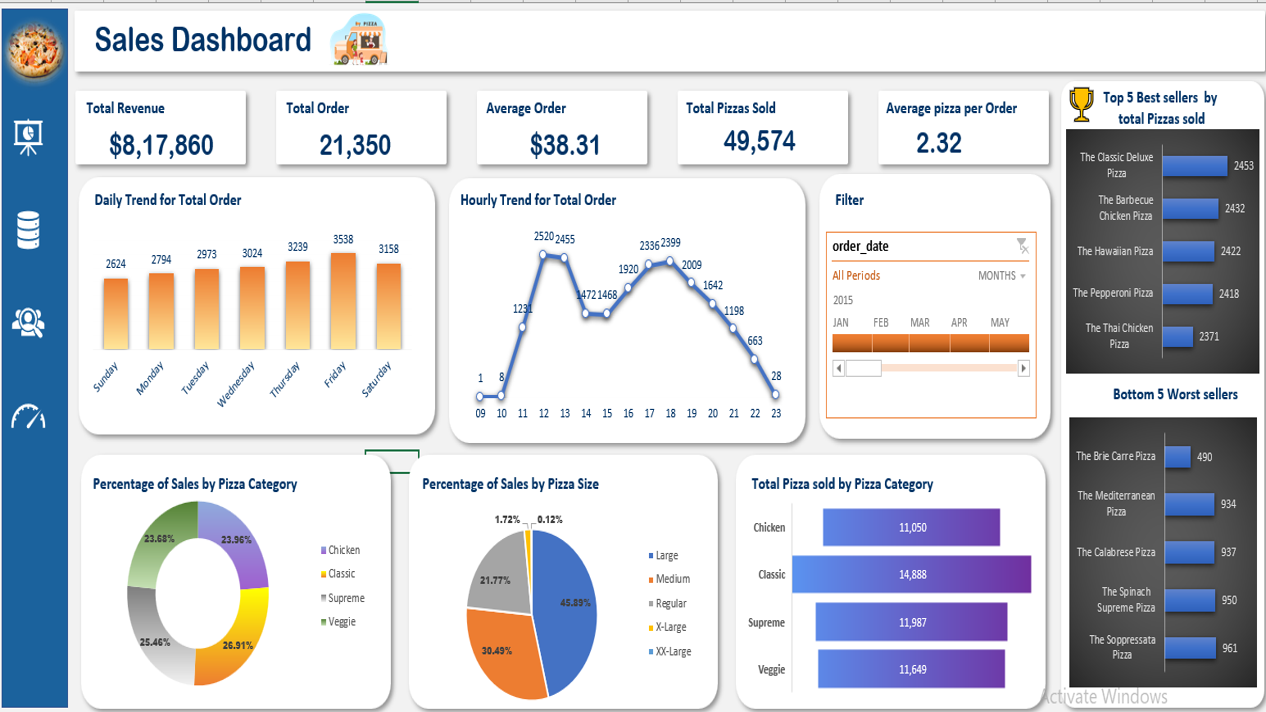 Sales Dashboard
by PIZZA
Total Revenue
$8,17,860
Total Order
21,350
Average Order
$38.31
Total Pizzas Sold
49,574
Average pizza per Order
2.32
Daily Trend for Total Order
2624
2794
2973
3024
3239
3538
3158
Sunday
Monday
Tuesday
Wednesday
Thursday
Friday
Saturday
Hourly Trend for Total Order
1
8
1231
2520
2455
1472
1468
1920
2336
2399
2009
1642
1198
663
28
09 10 11 12 13 14 15 16 17 18 19 20 21 22 23
Filter
order_date
All Periods
MONTHS
2015
JAN FEB MAR APR MAY
Top 5 Best sellers by
total Pizzas sold
The Classic Deluxe
Pizza
2453
The Barbecue
Chicken Pizza
2432
The Hawaiian Pizza
2422
The Pepperoni Pizza
2418
The Thai Chicken
Pizza
2371
Bottom 5 Worst sellers
The Brie Carre Pizza
490
The Mediterranean
Pizza
934
The Calabrese Pizza
937
The Spinach
Supreme Pizza
950
The Soppressata
Pizza
961
Percentage of Sales by Pizza Category
23.68%
23.96%
25.46%
26.91%
Chicken
Classic
Supreme
Veggie
Percentage of Sales by Pizza Size
1.72%
0.12%
21.77%
45.89%
30.49%
Large
Medium
Regular
X-Large
XX-Large
Total Pizza sold by Pizza Category
Chicken
11,050
Classic
14,888
Supreme
11,987
Veggie
11,649
Activate Windows